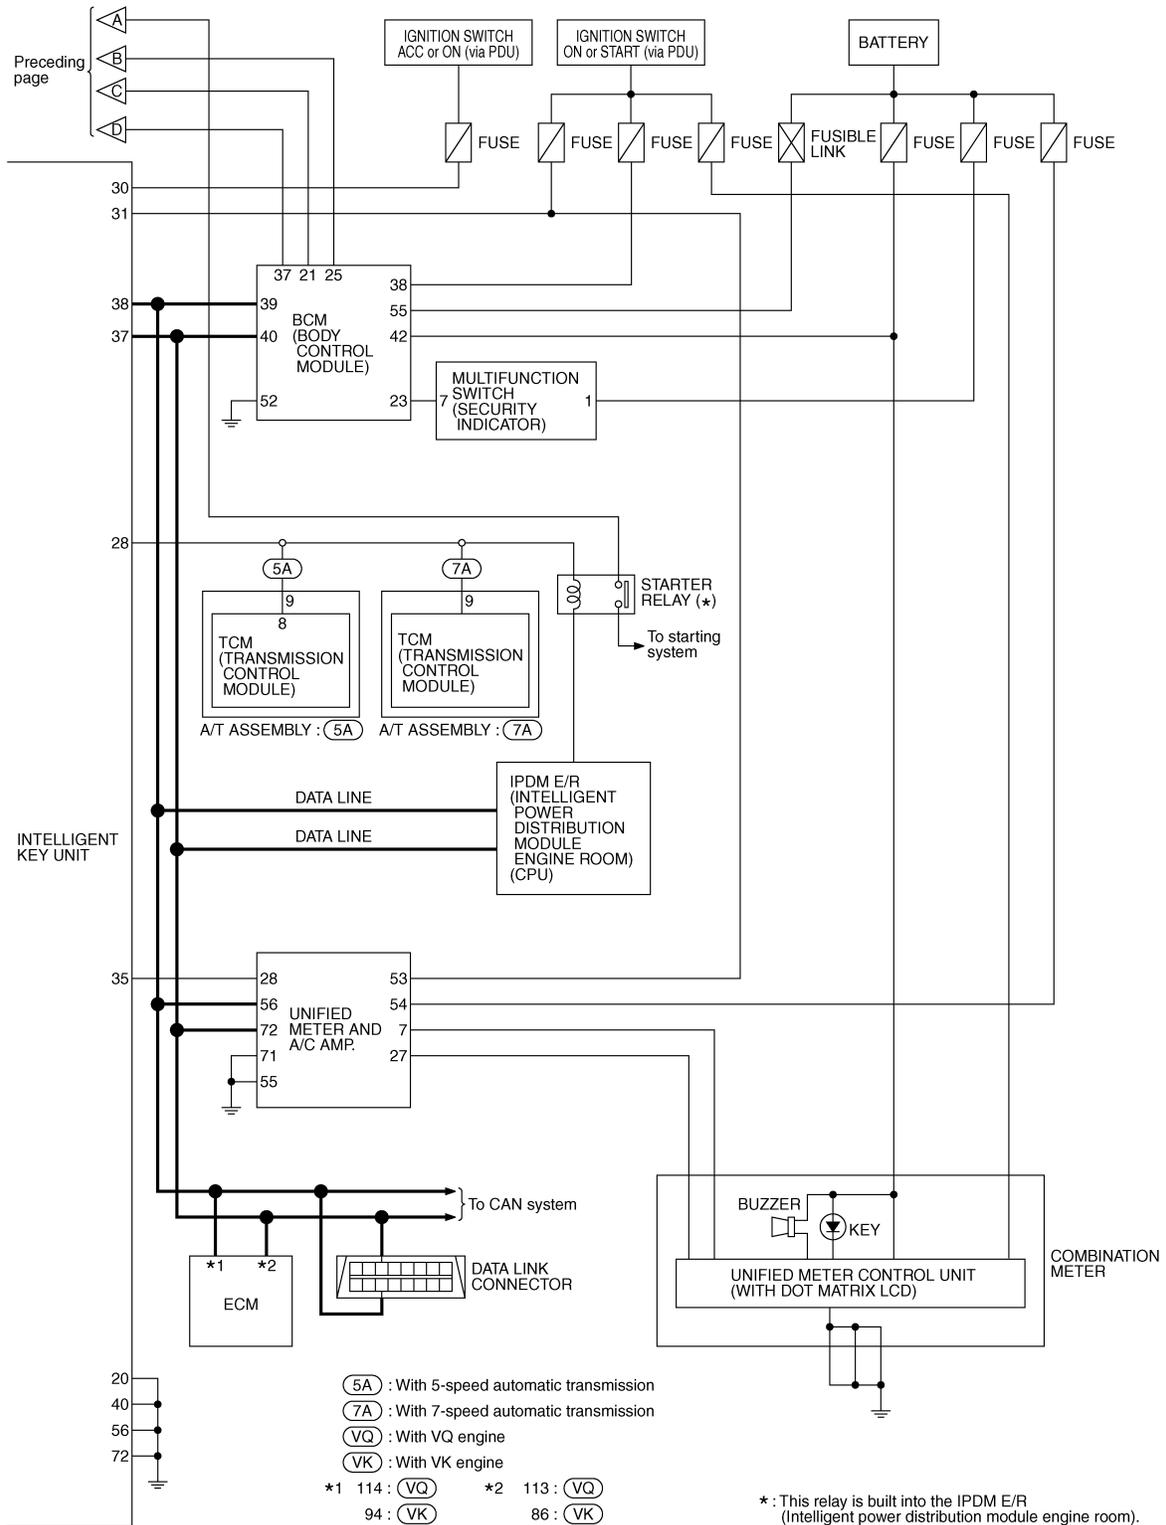 A
B
C
D
Preceding
page
IGNITION SWITCH
ACC or ON (via PDU)
IGNITION SWITCH
ON or START (via PDU)
BATTERY
FUSE
FUSE
FUSE
FUSE
FUSIBLE
LINK
FUSE
FUSE
FUSE
30
31
37 21 25
38
39
38
55
37
40
42
BCM
(BODY
CONTROL
MODULE)
52
23
7
MULTIFUNCTION
SWITCH
(SECURITY
INDICATOR)
1
28
5A
7A
9
8
TCM
(TRANSMISSION
CONTROL
MODULE)
A/T ASSEMBLY : 5A
9
TCM
(TRANSMISSION
CONTROL
MODULE)
A/T ASSEMBLY : 7A
STARTER
RELAY (*)
To starting
system
DATA LINE
DATA LINE
IPDM E/R
(INTELLIGENT
POWER
DISTRIBUTION
MODULE
ENGINE ROOM)
(CPU)
INTELLIGENT
KEY UNIT
35
28
53
56
54
72
7
71
27
55
UNIFIED
METER AND
A/C AMP.
To CAN system
*1 *2
ECM
DATA LINK
CONNECTOR
BUZZER
KEY
UNIFIED METER CONTROL UNIT
(WITH DOT MATRIX LCD)
COMBINATION
METER
20
40
56
72
5A : With 5-speed automatic transmission
7A : With 7-speed automatic transmission
VQ : With VQ engine
VK : With VK engine
*1 114 : VQ *2 113 : VQ
94 : VK 86 : VK
* : This relay is built into the IPDM E/R
(Intelligent power distribution module engine room).